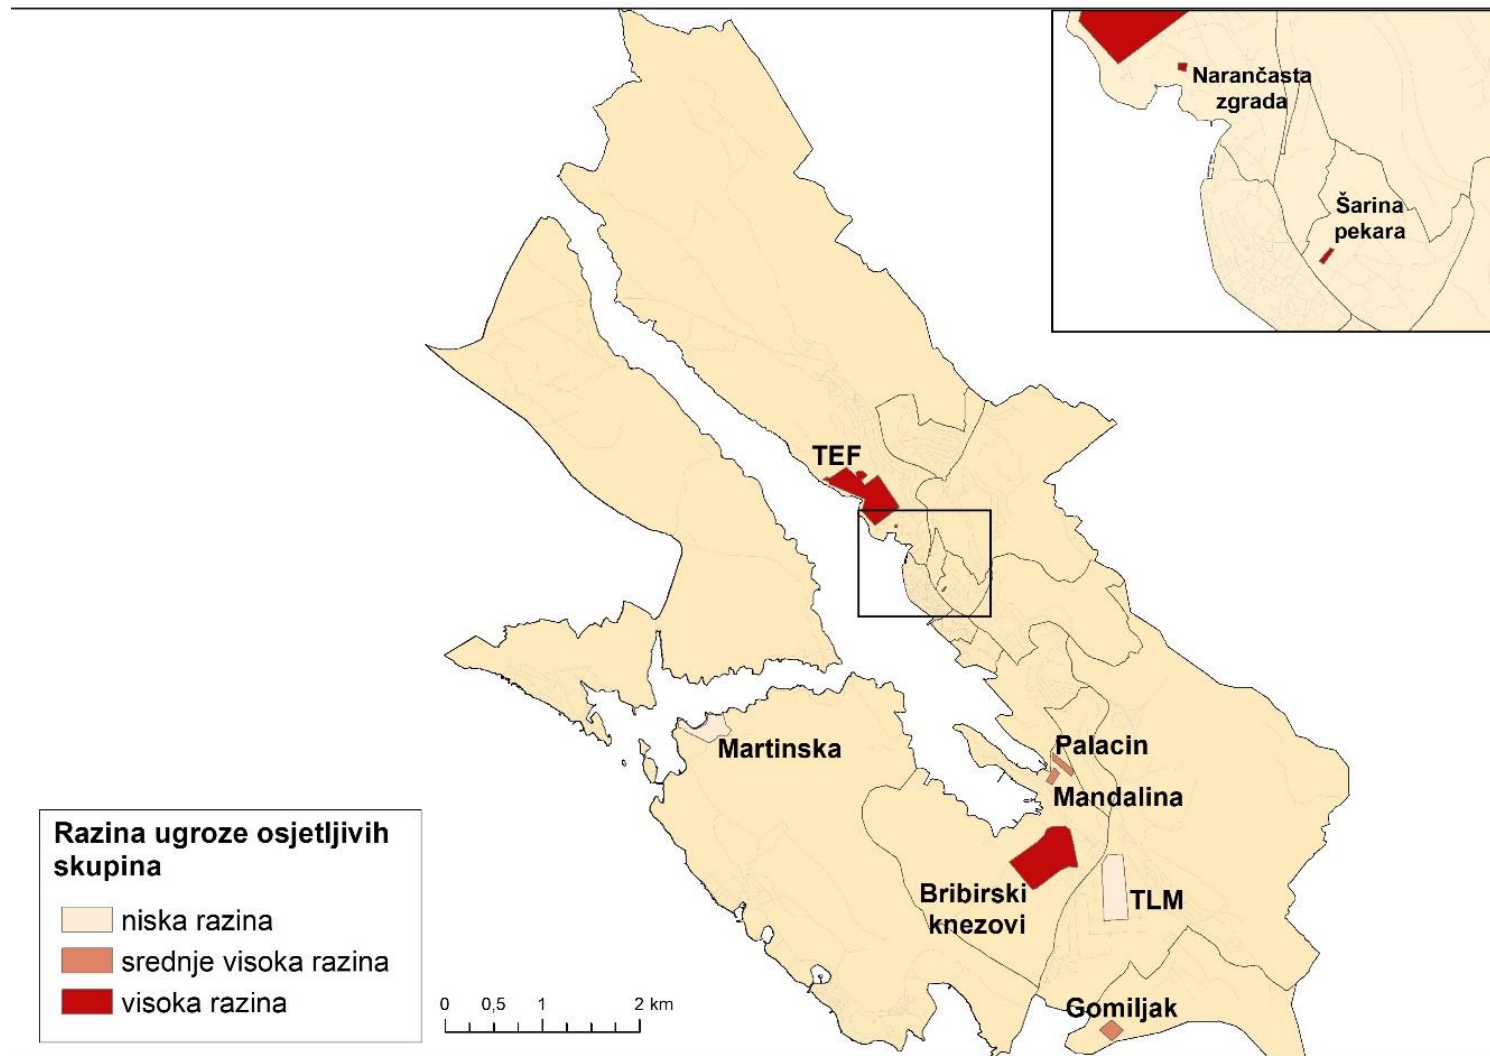 Narančasta
zgrada
Šarina
pekara
TEF
Martinska
Palacin
Mandalina
Bribirski
knezovi
TLM
Gomiljak
Razina ugroze osjetljivih
skupina
niska razina
srednje visoka razina
visoka razina
0 0,5 1 2 km